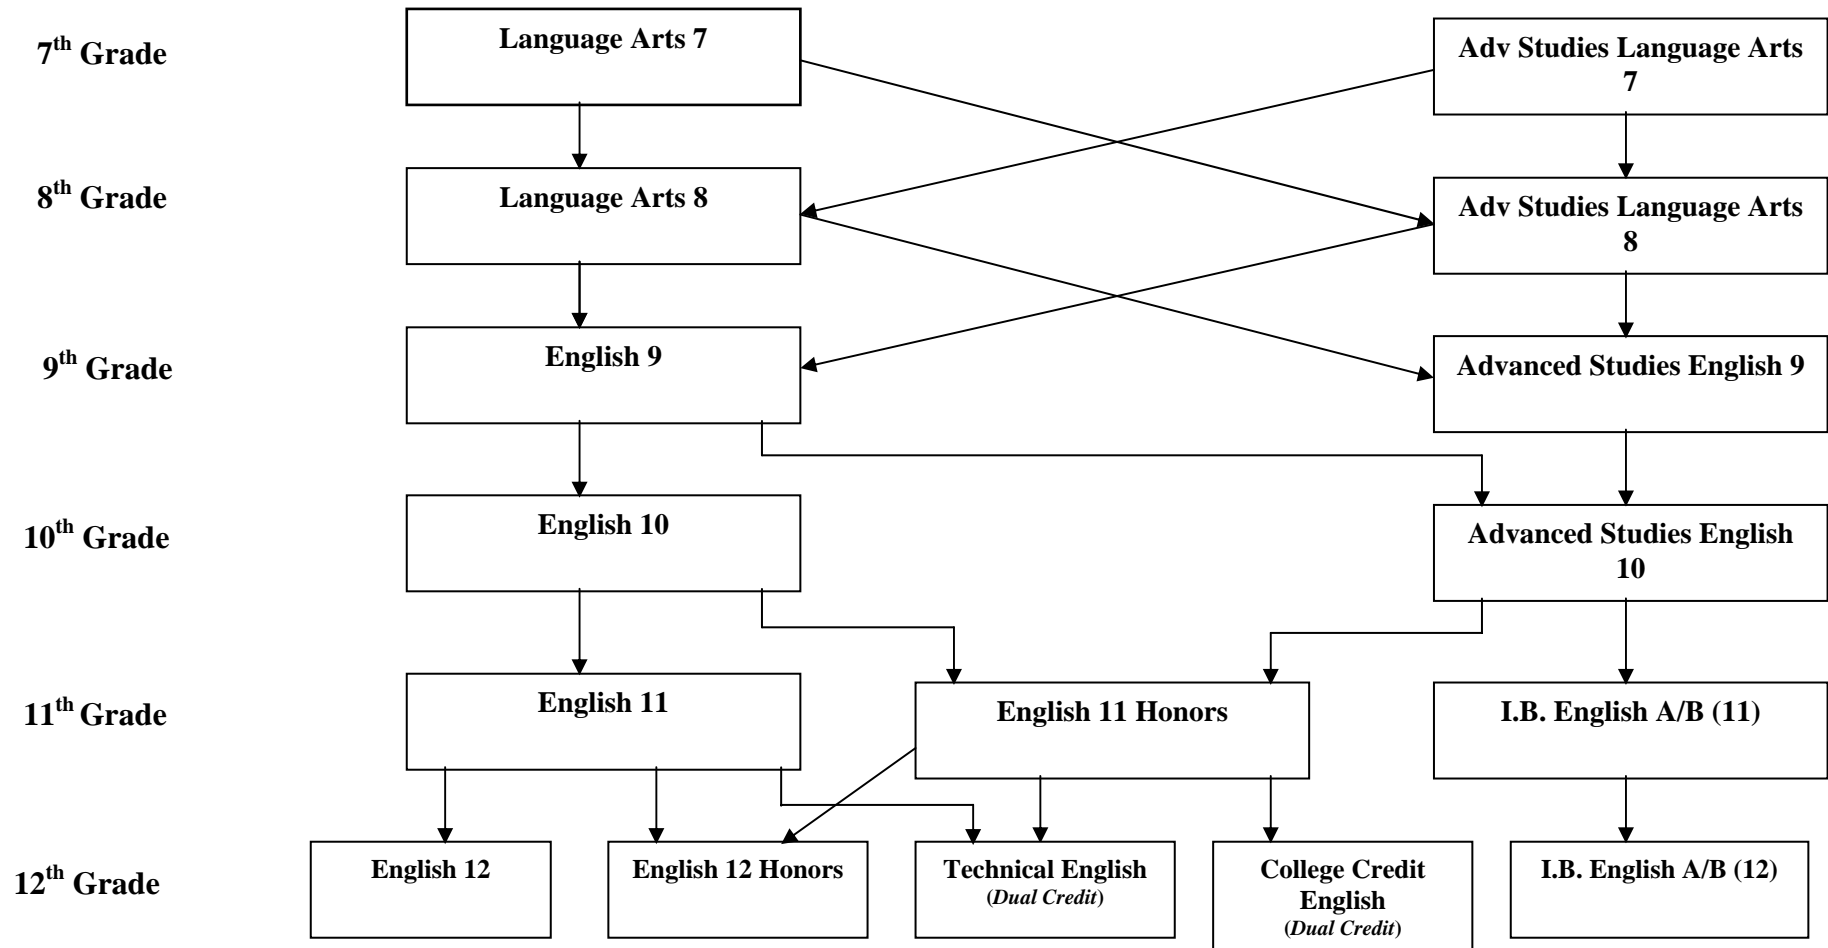 7th Grade
Language Arts 7
Adv Studies Language Arts
7
8th Grade
Language Arts 8
Adv Studies Language Arts
8
9th Grade
English 9
Advanced Studies English 9
10th Grade
English 10
Advanced Studies English
10
11th Grade
English 11
English 11 Honors
I.B. English A/B (11)
12th Grade
English 12
English 12 Honors
Technical English
(Dual Credit)
College Credit
English
(Dual Credit)
I.B. English A/B (12)